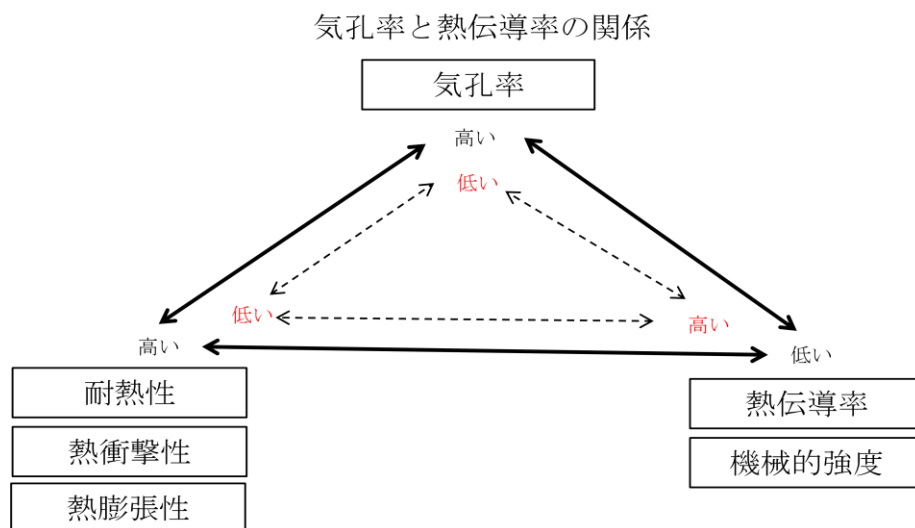 気孔率と熱伝導率の関係
気孔率
高い
低い
低い
高い
高い
低い
耐熱性
熱伝導率
熱衝撃性
機械的強度
熱膨張性